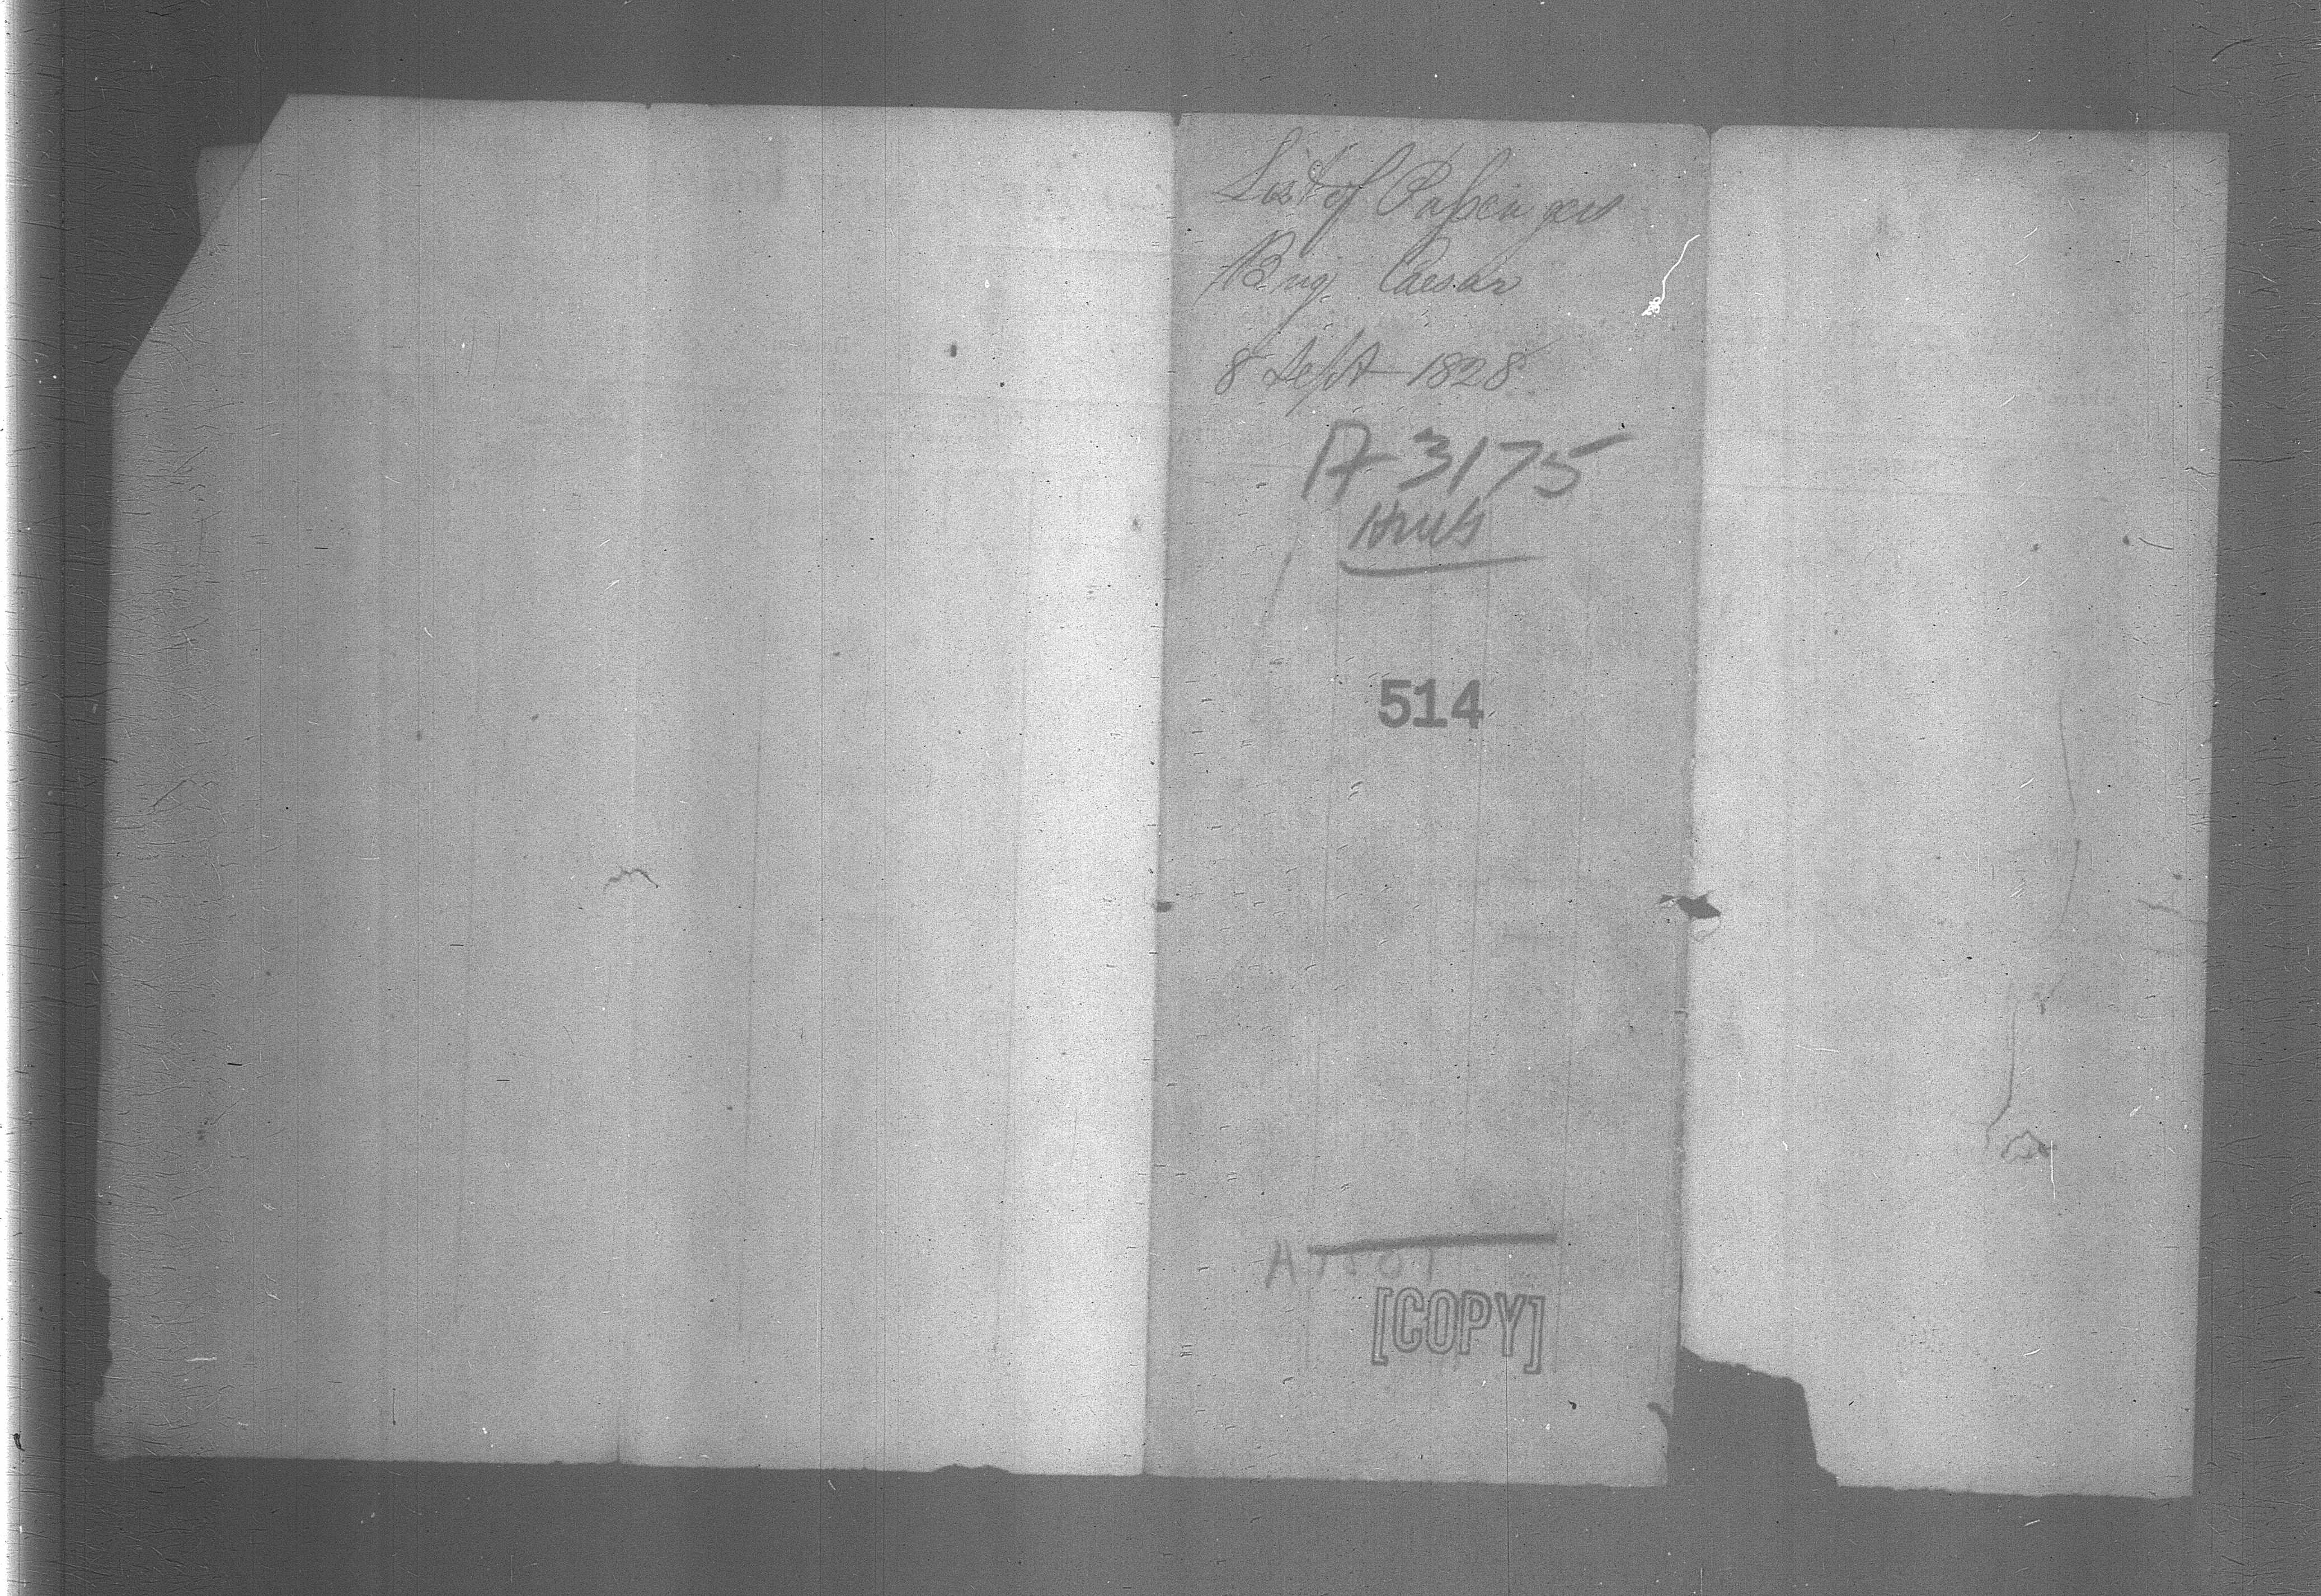 List of Passengers
Brig Caesar
8 Sept 1828
A-3175
514
[COPY]